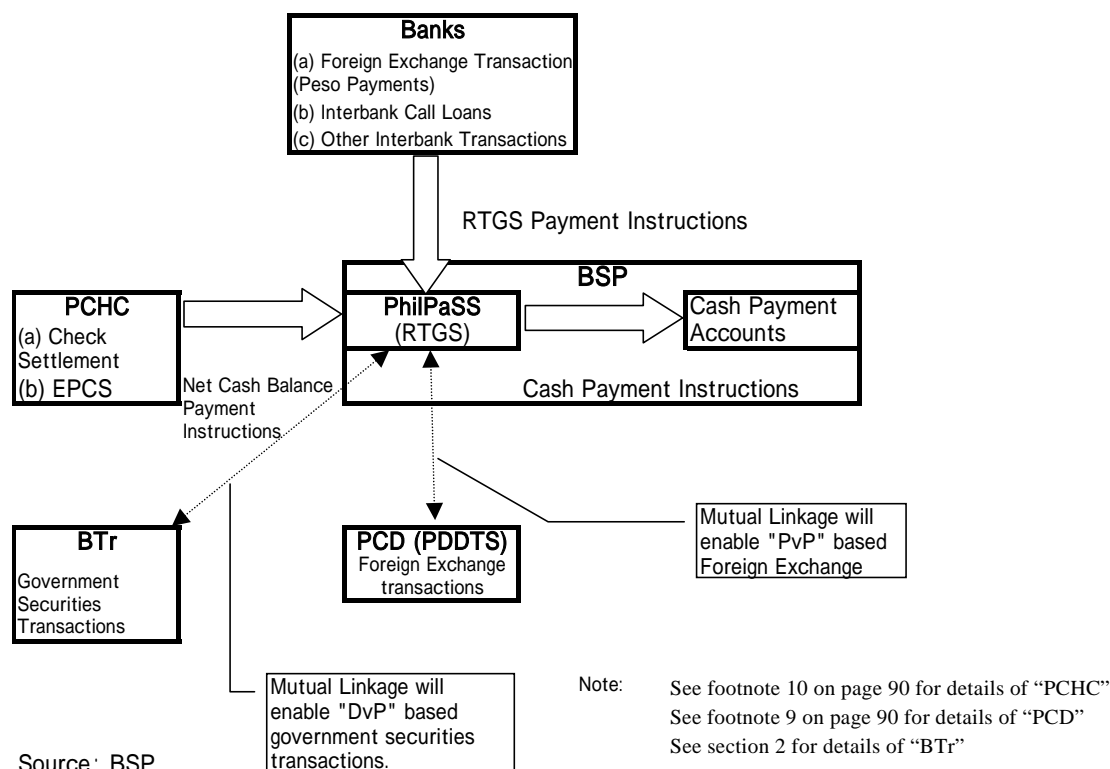 Banks
(a) Foreign Exchange Transaction
(Peso Payments)
(b) Interbank Call Loans
(c) Other Interbank Transactions
RTGS Payment Instructions
BSP
PCHC
(a) Check
Settlement
(b) EPCS
PhilPaSS
(RTGS)
Cash Payment
Accounts
Cash Payment Instructions
Net Cash Balance
Payment
Instructions
BTr
Government
Securities
Transactions
PCD (PDDTS)
Foreign Exchange
transactions
Mutual Linkage will
enable "PvP" based
Foreign Exchange
Mutual Linkage will
enable "DvP" based
government securities
transactions.
Note:
See footnote 10 on page 90 for details of “PCHC”
See footnote 9 on page 90 for details of “PCD”
See section 2 for details of “BTr”
Source: BSP